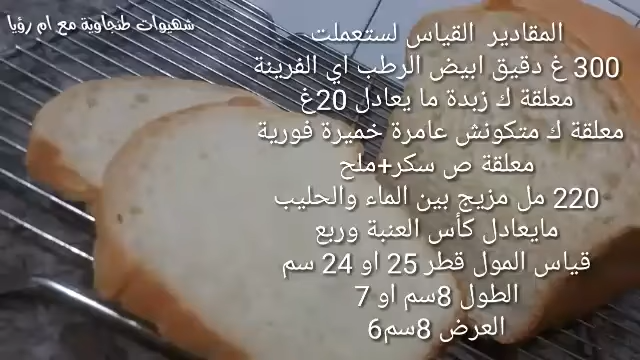 شهيوات طنجاوية مع ام رؤيا
المقادير القياس لستعملت
300 غ دقيق ابيض الرطب اي الفرينة
معلقة ك زبدة ما يعادل 20غ
معلقة ك متكونش عامرة خميرة فورية
معلقة ص سكر+ملح
220 مل مزيج بين الماء والحليب
مايعادل كأس العنبة وربع
قياس المول قطر 25 او 24 سم
الطول 8سم او 7
العرض 8سم6